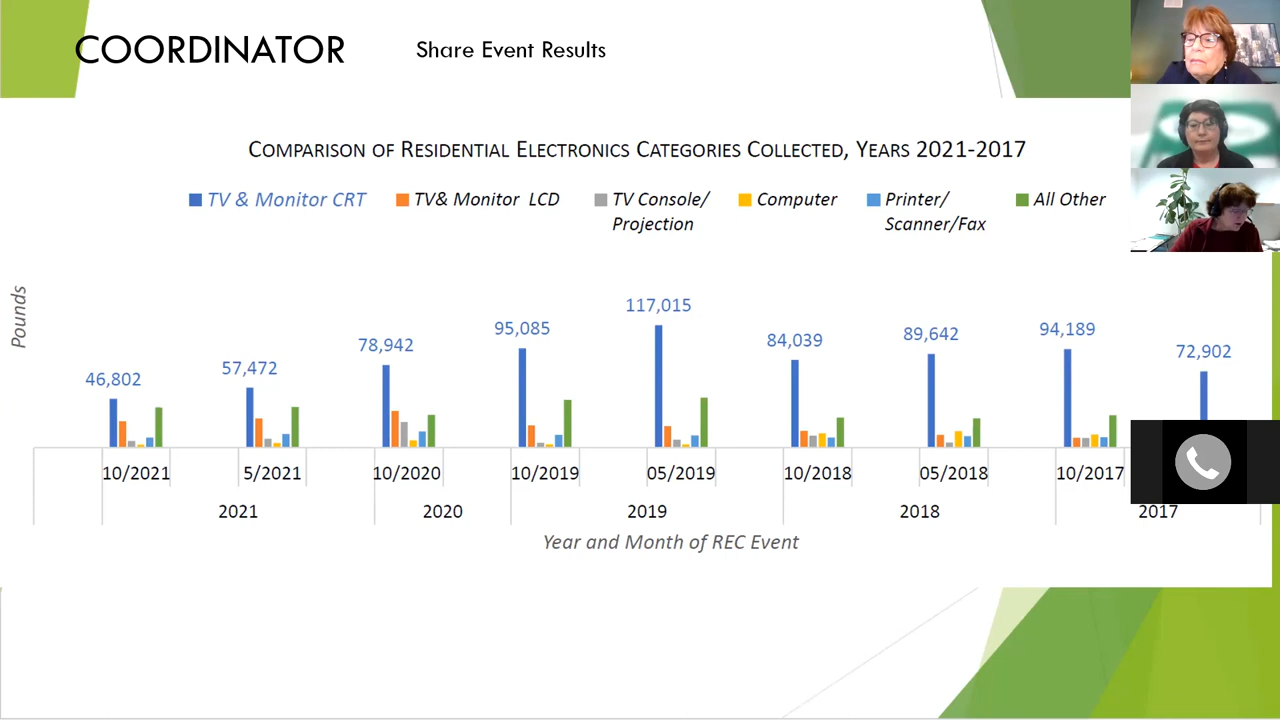 COORDINATOR
Share Event Results
COMPARISON OF RESIDENTIAL ELECTRONICS CATEGORIES COLLECTED, YEARS 2021-2017
TV & Monitor CRT
TV& Monitor LCD
TV Console/
Projection
Computer
Printer/
Scanner/Fax
All Other
Pounds
46,802
57,472
78,942
95,085
117,015
84,039
89,642
94,189
72,902
10/2021
5/2021
10/2020
10/2019
05/2019
10/2018
05/2018
10/2017
2021
2020
2019
2018
2017
Year and Month of REC Event